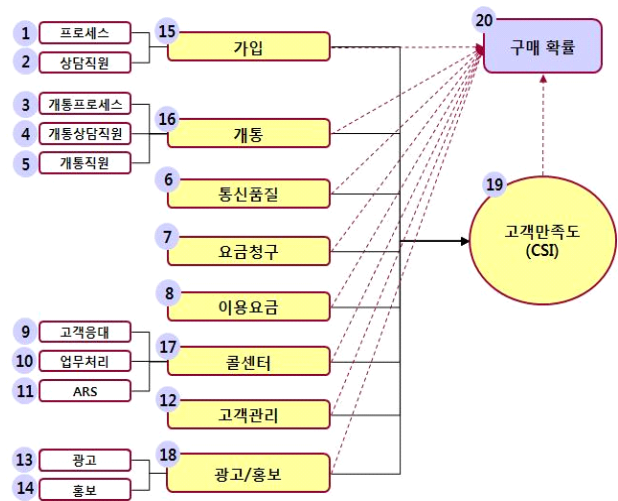 1 프로세스
2 상담직원
15 가입
20 구매 확률
3 개통프로세스
4 개통상담직원
5 개통직원
16 개통
6 통신품질
19 고객만족도
(CSI)
7 요금청구
8 이용요금
9 고객응대
10 업무처리
11 ARS
17 콜센터
12 고객관리
13 광고
14 홍보
18 광고/홍보